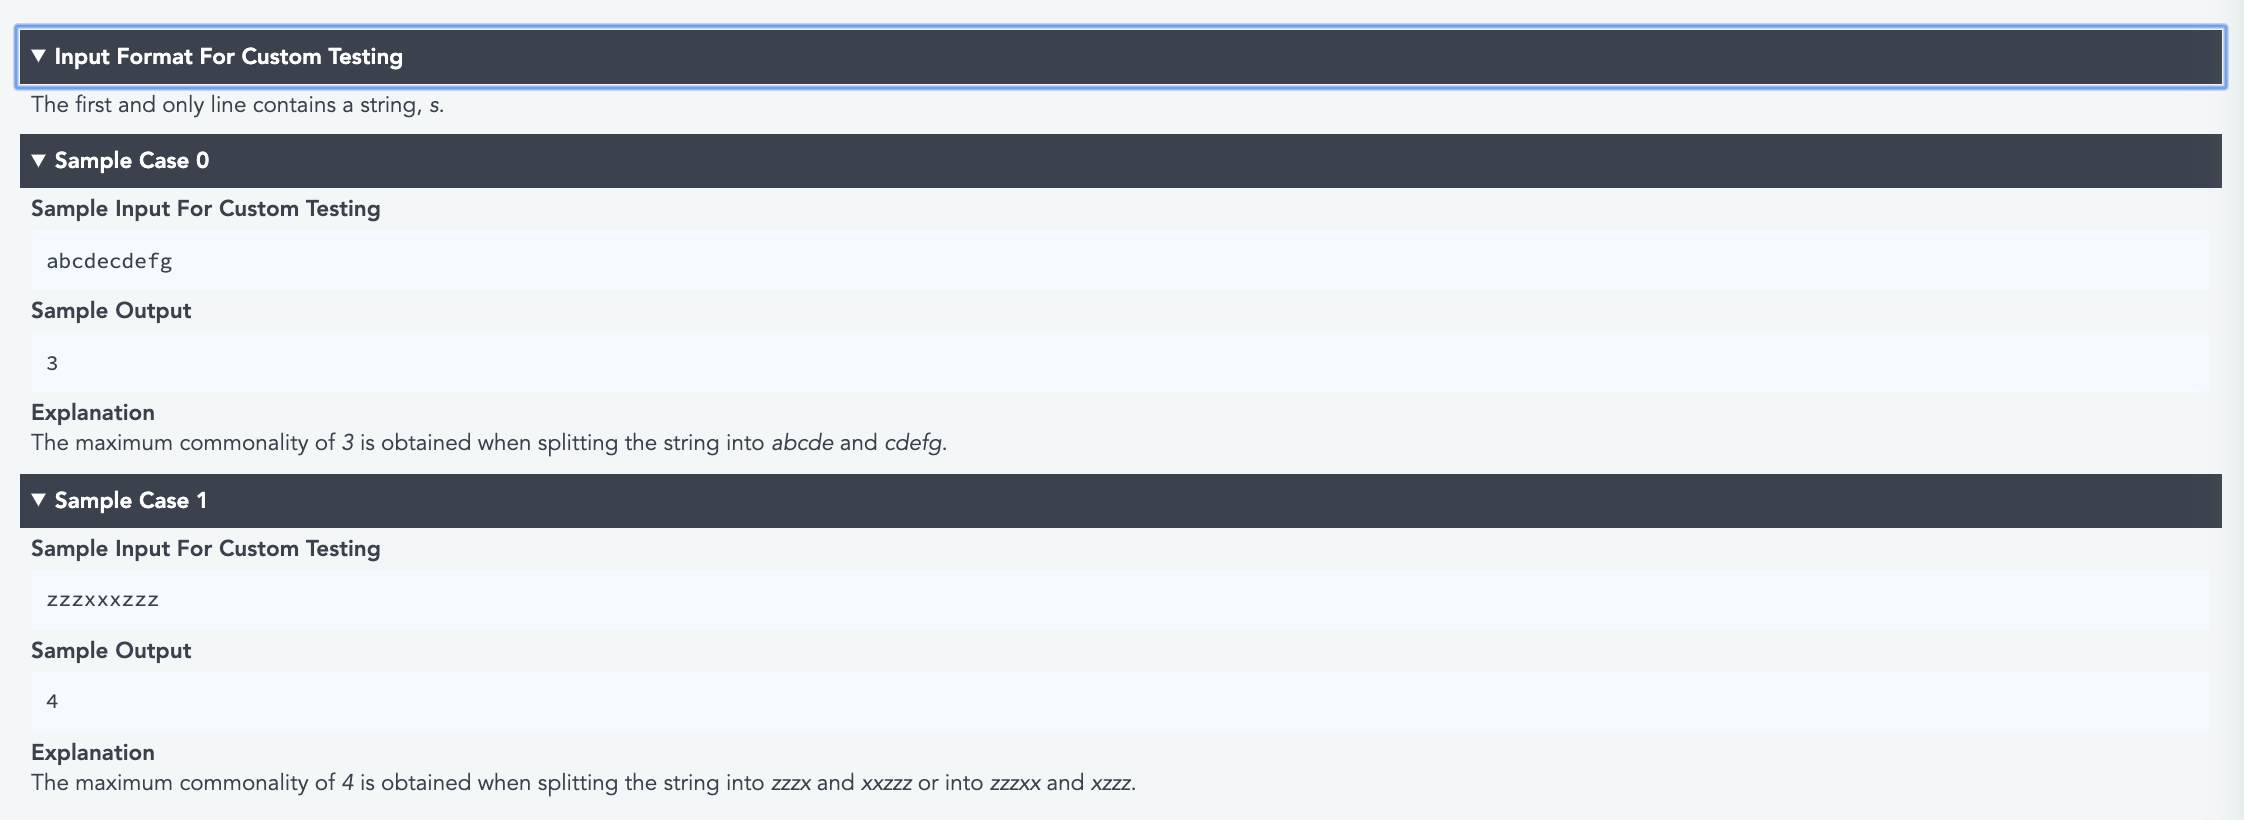 ▼ Input Format For Custom Testing
The first and only line contains a string, s.
▼ Sample Case 0
Sample Input For Custom Testing
abcdecdefg
Sample Output
3
Explanation
The maximum commonality of 3 is obtained when splitting the string into abcde and cdefg.
▼ Sample Case 1
Sample Input For Custom Testing
zzzxxxzzz
Sample Output
4
Explanation
The maximum commonality of 4 is obtained when splitting the string into zzzx and xxzzz or into zzzxx and xzzz.